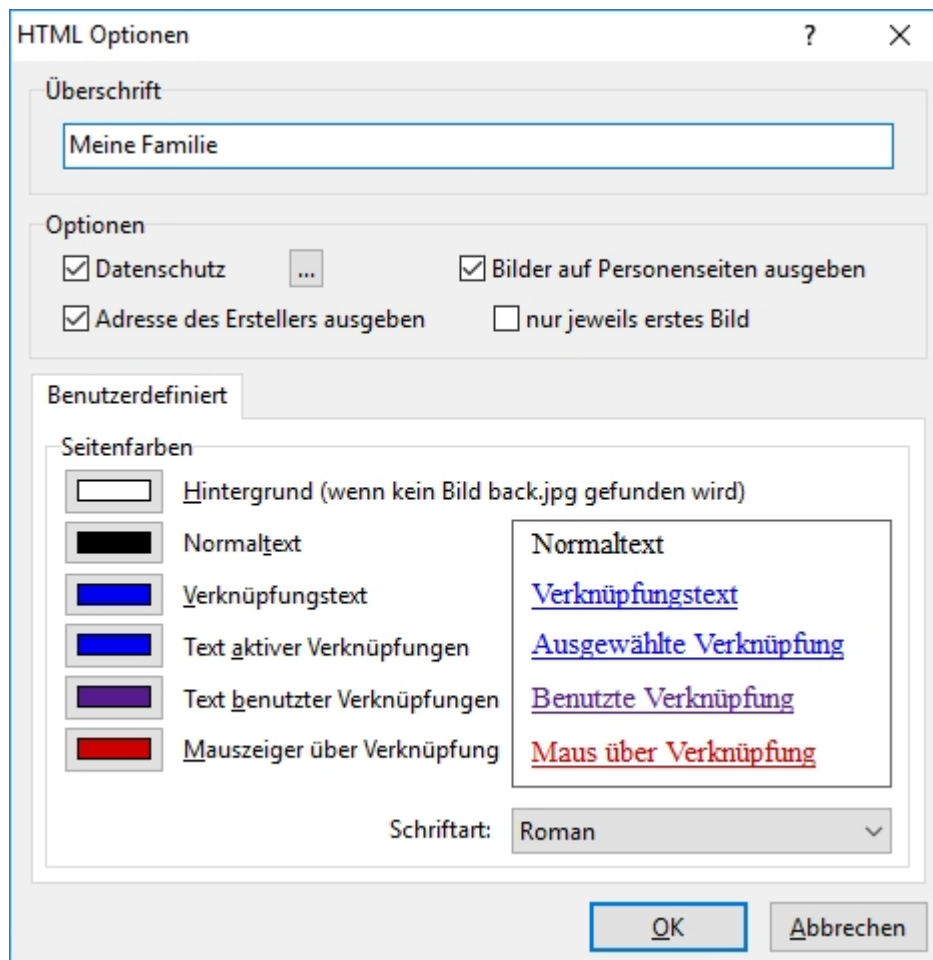 HTML Optionen
?
Überschrift
Meine Familie
Optionen
Datenschutz
...
Bilder auf Personenseiten ausgeben
Adresse des Erstellers ausgeben
nur jeweils erstes Bild
Benutzerdefiniert
Seitenfarben
Hintergrund (wenn kein Bild back.jpg gefunden wird)
Normaltext
Normaltext
Verknüpfungstext
Verknüpfungstext
Text aktiver Verknüpfungen
Ausgewählte Verknüpfung
Text benutzter Verknüpfungen
Benutzte Verknüpfung
Mauszeiger über Verknüpfung
Maus über Verknüpfung
Schriftart:
Roman
OK
Abbrechen